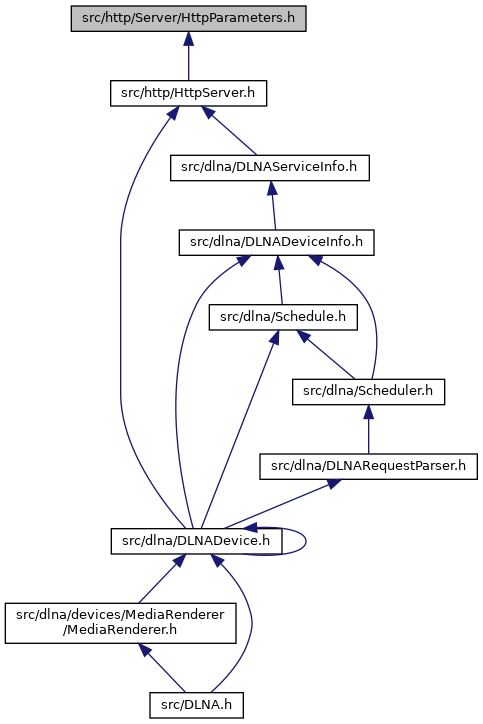 src/http/Server/HttpParameters.h
src/http/HttpServer.h
src/dlna/DLNAServiceInfo.h
src/dlna/DLNADeviceInfo.h
src/dlna/Schedule.h
src/dlna/Scheduler.h
src/dlna/DLNARequestParser.h
src/dlna/DLNADevice.h
src/dlna/devices/MediaRenderer
/MediaRenderer.h
src/DLNA.h